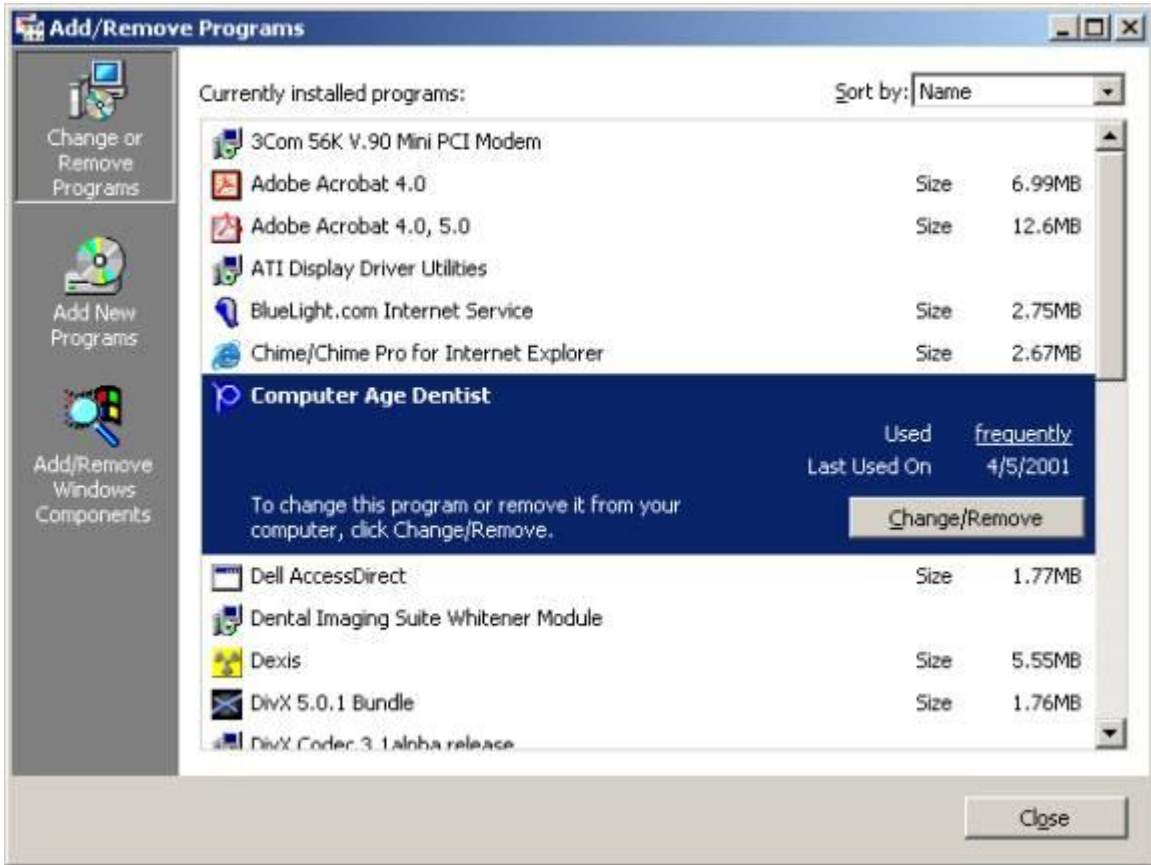 Add/Remove Programs
Change or
Remove
Programs
Add New
Programs
Add/Remove
Windows
Components
Currently installed programs:
Sort by: Name
3Com 56K V.90 Mini PCI Modem
Adobe Acrobat 4.0 Size 6.99MB
Adobe Acrobat 4.0, 5.0 Size 12.6MB
ATI Display Driver Utilities
BlueLight.com Internet Service Size 2.75MB
Chime/Chime Pro for Internet Explorer Size 2.67MB
Computer Age Dentist
Used frequently
Last Used On 4/5/2001
To change this program or remove it from your
computer, click Change/Remove.
Change/Remove
Dell AccessDirect Size 1.77MB
Dental Imaging Suite Whitener Module
Dexis Size 5.55MB
DivX 5.0.1 Bundle Size 1.76MB
DivX Codec 3.1alpha release
Close